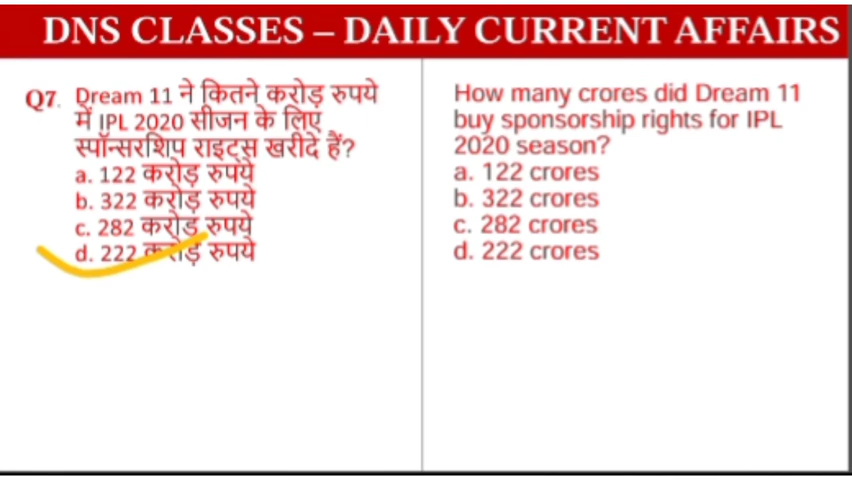 DNS CLASSES – DAILY CURRENT AFFAIRS
Q7. Dream 11 ने कितने करोड़ रुपये
में IPL 2020 सीजन के लिए
स्पॉन्सरशिप राइट्स खरीदे हैं?
a. 122 करोड़ रुपये
b. 322 करोड़ रुपये
c. 282 करोड़ रुपये
d. 222 करोड़ रुपये
How many crores did Dream 11
buy sponsorship rights for IPL
2020 season?
a. 122 crores
b. 322 crores
c. 282 crores
d. 222 crores